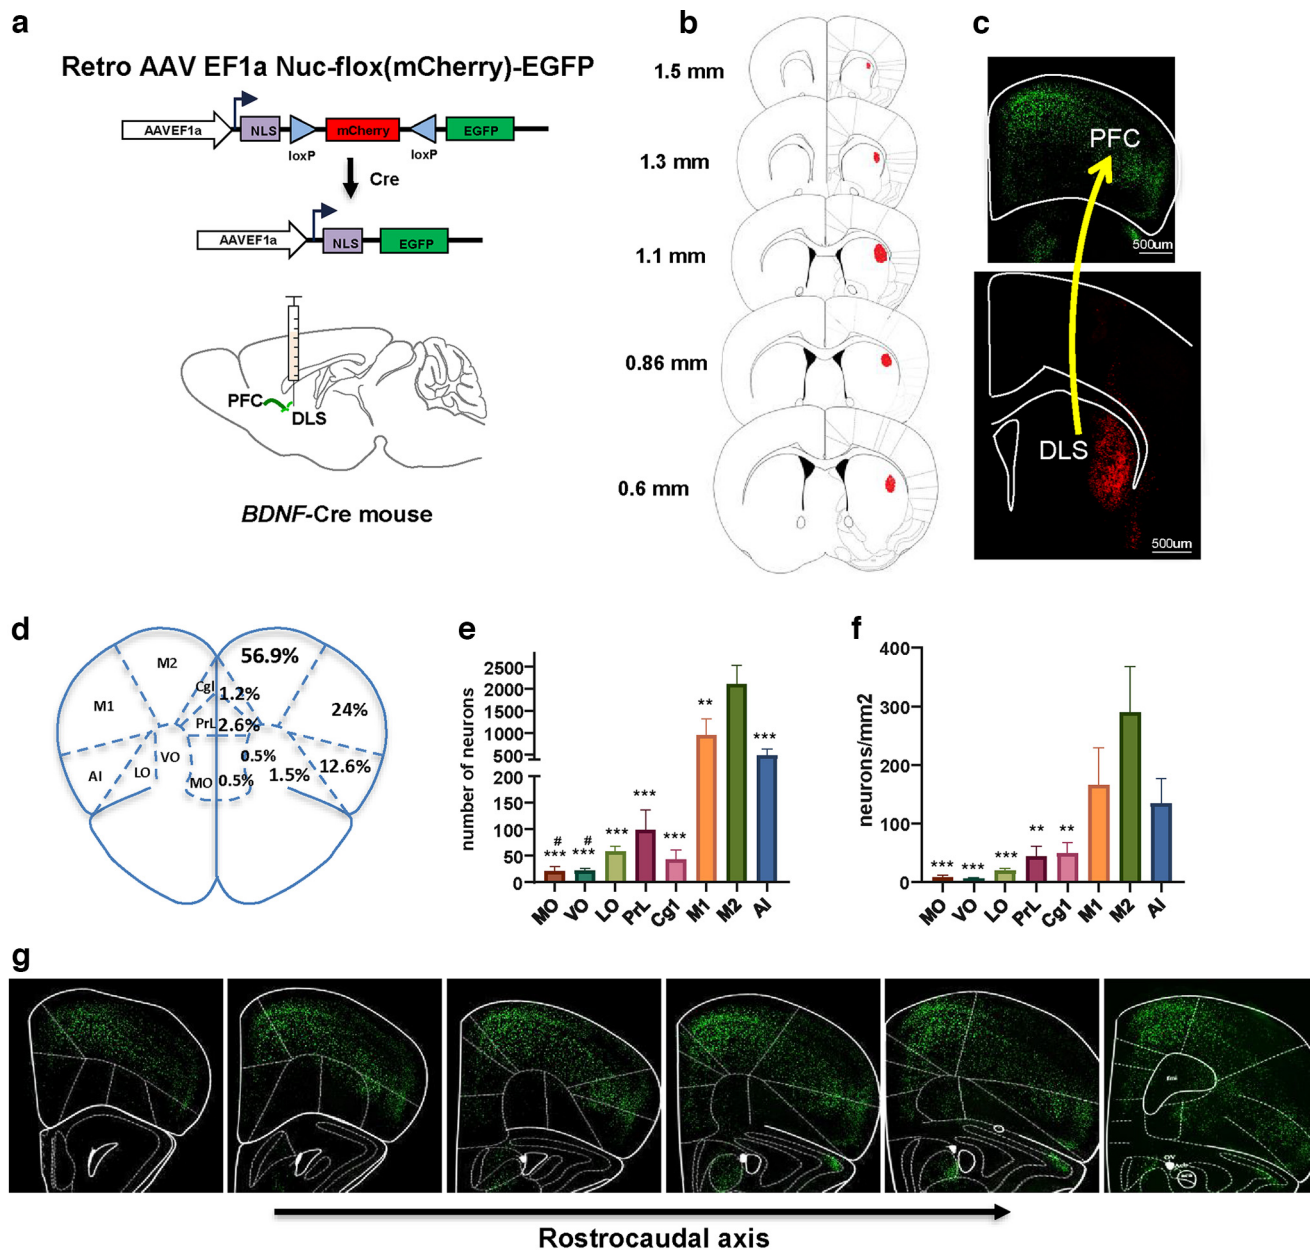 a
Retro AAV EF1a Nuc-flox(mCherry)-EGFP
AAVEF1a
NLS
mCherry
EGFP
loxP
loxP
Cre
AAVEF1a
NLS
EGFP
PFC
DLS
BDNF-Cre mouse
b
1.5 mm
1.3 mm
1.1 mm
0.86 mm
0.6 mm
c
PFC
500um
DLS
500um
d
M2
56.9%
Cgl
1.2%
M1
24%
PrL
2.6%
AI
LO
VO
0.5%
12.6%
MO
0.5%
1.5%
e
number of neurons
2500
2000
1500
1000
500
200
150
100
50
0
#
***
#
***
***
***
***
**
***
MO
VO
LO
PrL
Cg1
M1
M2
AI
f
neurons/mm2
400
300
200
100
0
***
***
***
**
**
MO
VO
LO
PrL
Cg1
M1
M2
AI
g
Rostrocaudal axis